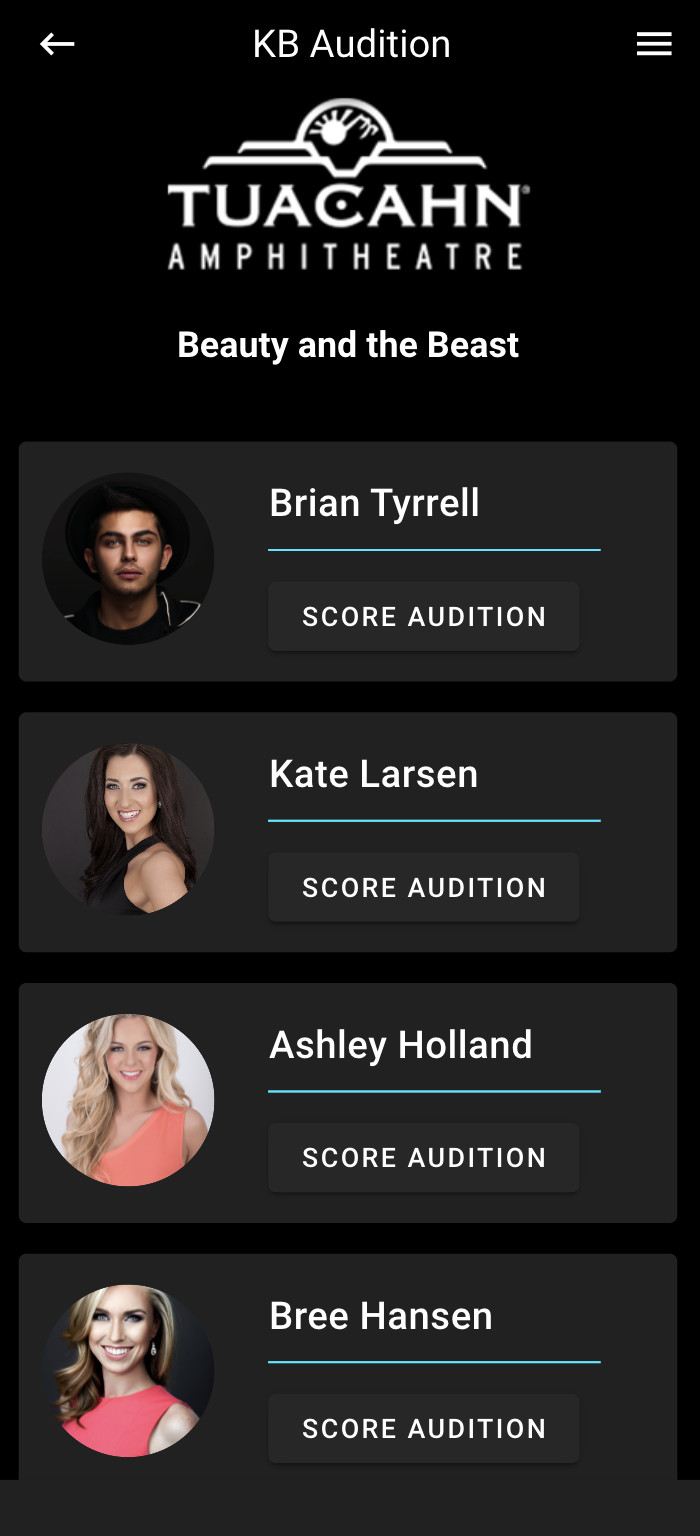 KB Audition
TUACAHN®
AMPHITHEATRE
Beauty and the Beast
Brian Tyrrell
SCORE AUDITION
Kate Larsen
SCORE AUDITION
Ashley Holland
SCORE AUDITION
Bree Hansen
SCORE AUDITION